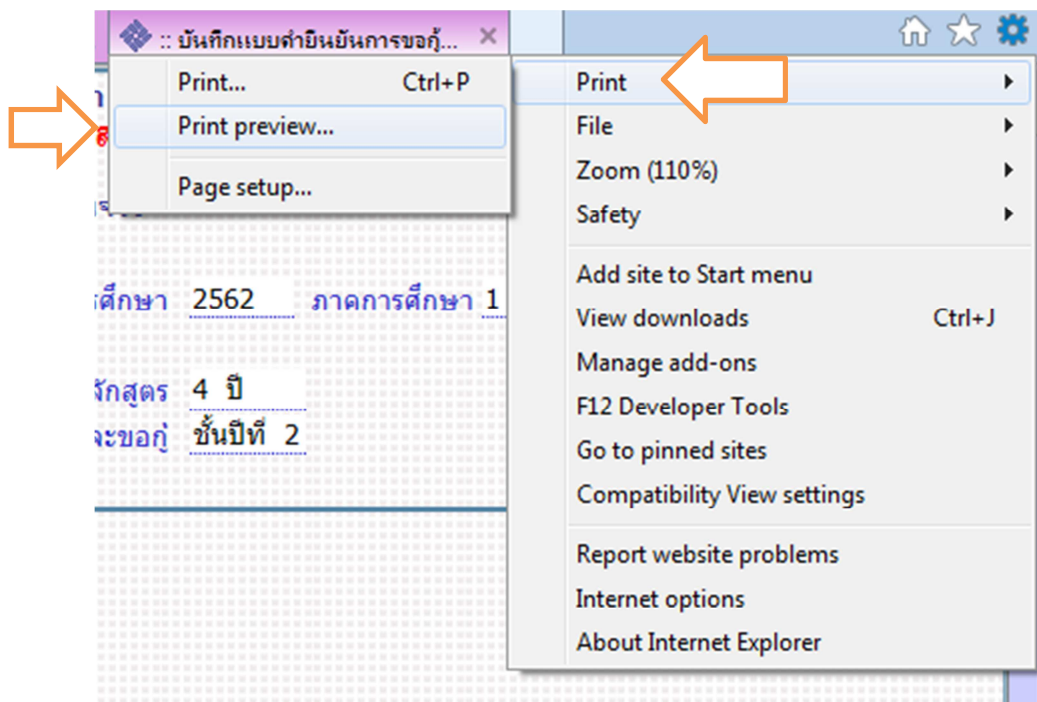 :: บันทึกแบบคำยืนยันการขอกู้...
Print... Ctrl+P
Print preview...
Page setup...
Print
File
Zoom (110%)
Safety
Add site to Start menu
View downloads Ctrl+J
Manage add-ons
F12 Developer Tools
Go to pinned sites
Compatibility View settings
Report website problems
Internet options
About Internet Explorer
ศึกษา 2562 ภาคการศึกษา 1
ลักสูตร 4 ปี
จะขอกู้ ชั้นปีที่ 2